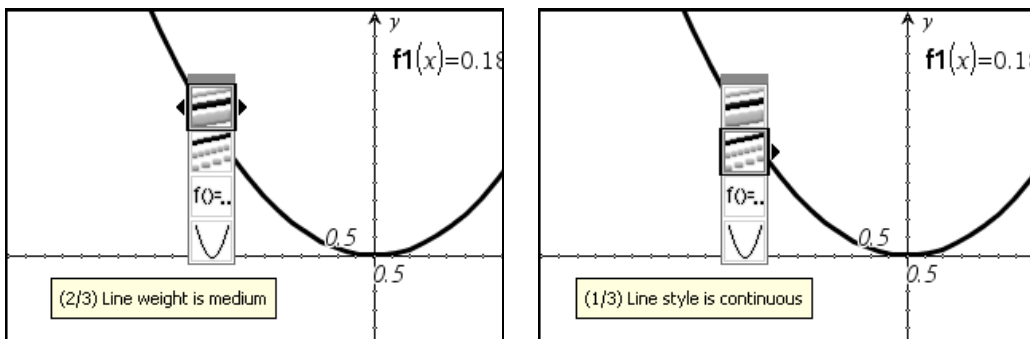 y
f1(x)=0.18
f()=..
0.5
0.5
(2/3) Line weight is medium
y
f1(x)=0.18
f()=..
0.5
0.5
(1/3) Line style is continuous